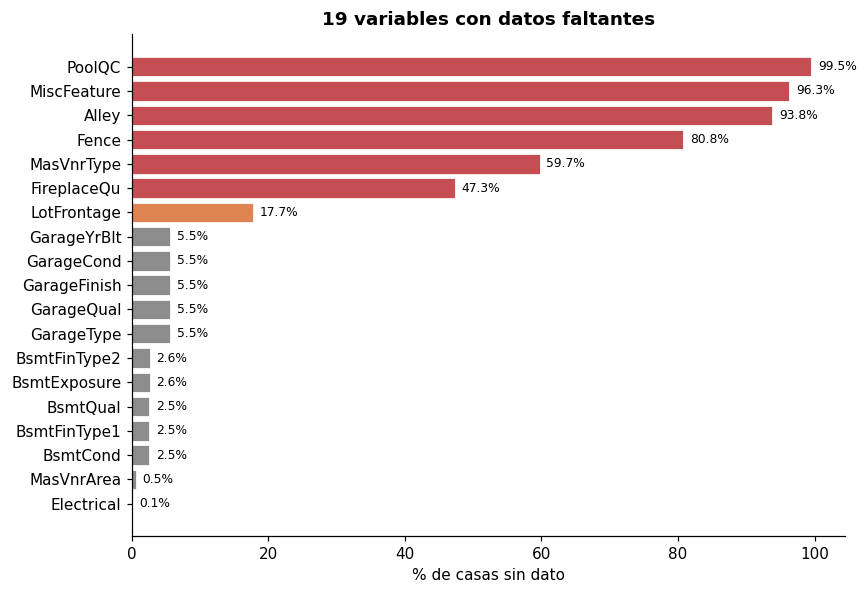 19 variables con datos faltantes
PoolQC 99.5%
MiscFeature 96.3%
Alley 93.8%
Fence 80.8%
MasVnrType 59.7%
FireplaceQu 47.3%
LotFrontage 17.7%
GarageYrBlt 5.5%
GarageCond 5.5%
GarageFinish 5.5%
GarageQual 5.5%
GarageType 5.5%
BsmtFinType2 2.6%
BsmtExposure 2.6%
BsmtQual 2.5%
BsmtFinType1 2.5%
BsmtCond 2.5%
MasVnrArea 0.5%
Electrical 0.1%
0 20 40 60 80 100
% de casas sin dato